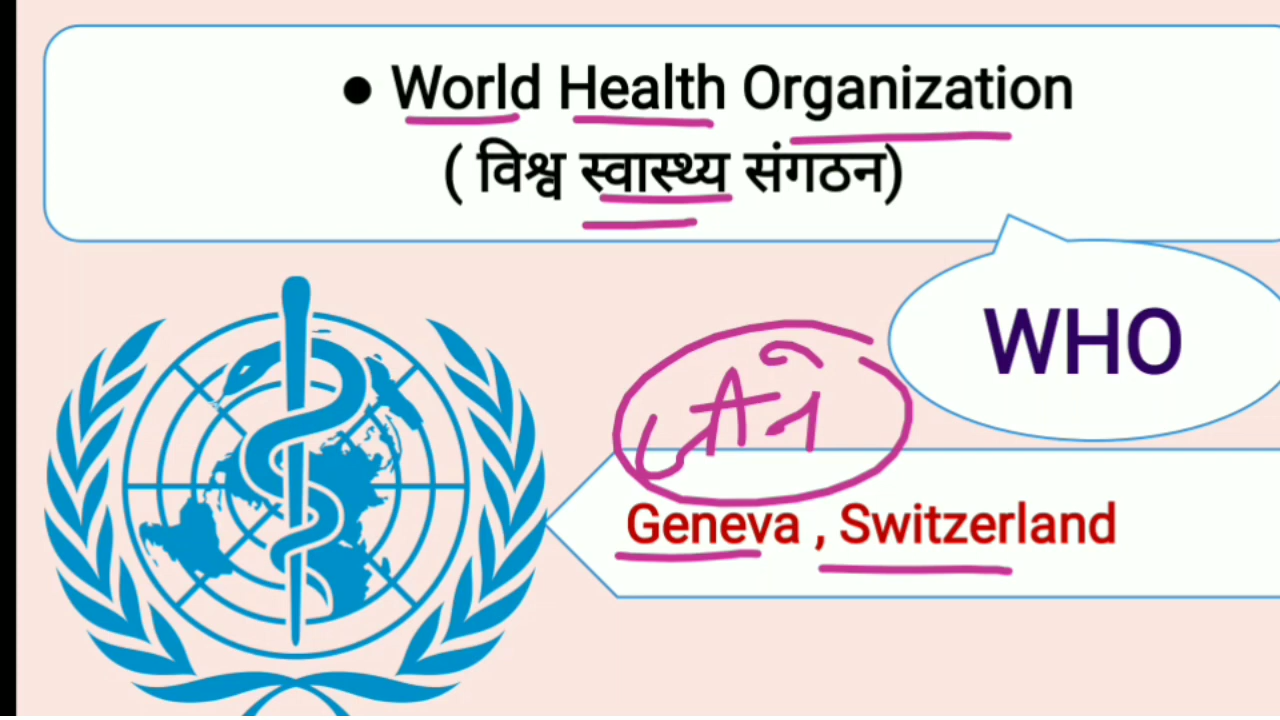 ● World Health Organization
( विश्व स्वास्थ्य संगठन)
WHO
Geneva , Switzerland